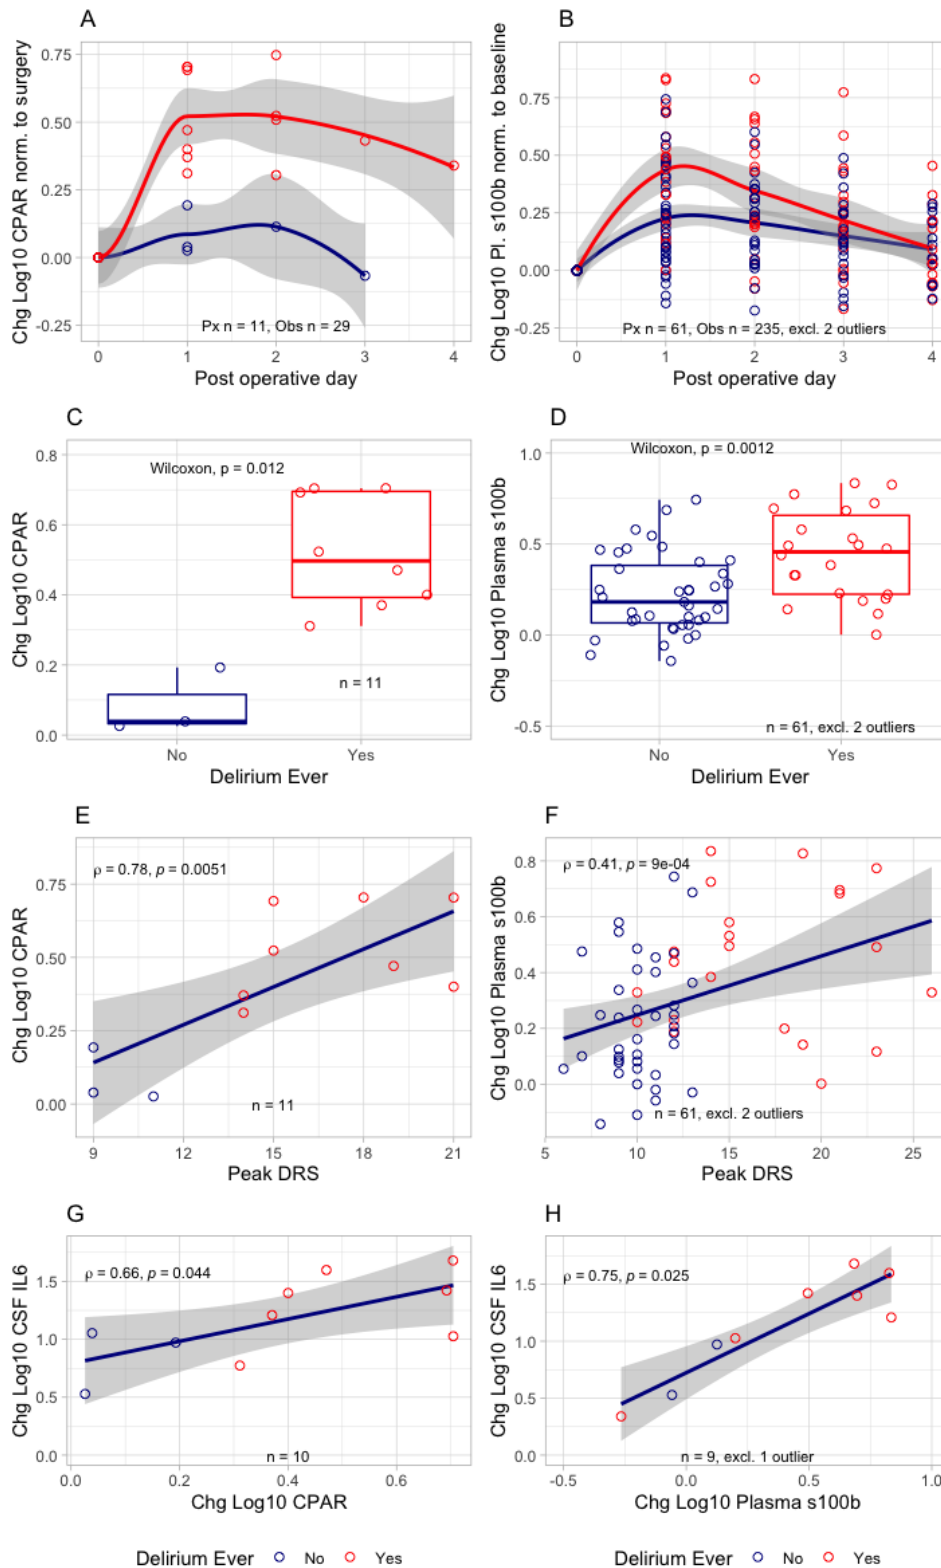 A
Chg Log10 CPAR norm. to surgery
0.75
0.50
0.25
0.00
-0.25
Px n = 11, Obs n = 29
0 1 2 3 4
Post operative day
B
Chg Log10 Pl. s100b norm. to baseline
0.75
0.50
0.25
0.00
-0.25
Px n = 61, Obs n = 235, excl. 2 outliers
0 1 2 3 4
Post operative day
C
Chg Log10 CPAR
0.8
0.6
0.4
0.2
0.0
Wilcoxon, p = 0.012
n = 11
No Yes
Delirium Ever
D
Chg Log10 Plasma s100b
1.0
0.5
0.0
-0.5
Wilcoxon, p = 0.0012
n = 61, excl. 2 outliers
No Yes
Delirium Ever
E
Chg Log10 CPAR
0.75
0.50
0.25
0.00
ρ = 0.78, p = 0.0051
n = 11
9 12 15 18 21
Peak DRS
F
Chg Log10 Plasma s100b
0.8
0.6
0.4
0.2
0.0
ρ = 0.41, p = 9e-04
n = 61, excl. 2 outliers
5 10 15 20 25
Peak DRS
G
Chg Log10 CSF IL6
1.5
1.0
0.5
0.0
ρ = 0.66, p = 0.044
n = 10
0.0 0.2 0.4 0.6
Chg Log10 CPAR
H
Chg Log10 CSF IL6
1.5
1.0
0.5
0.0
ρ = 0.75, p = 0.025
n = 9, excl. 1 outlier
-0.5 0.0 0.5 1.0
Chg Log10 Plasma s100b
Delirium Ever No Yes
Delirium Ever No Yes